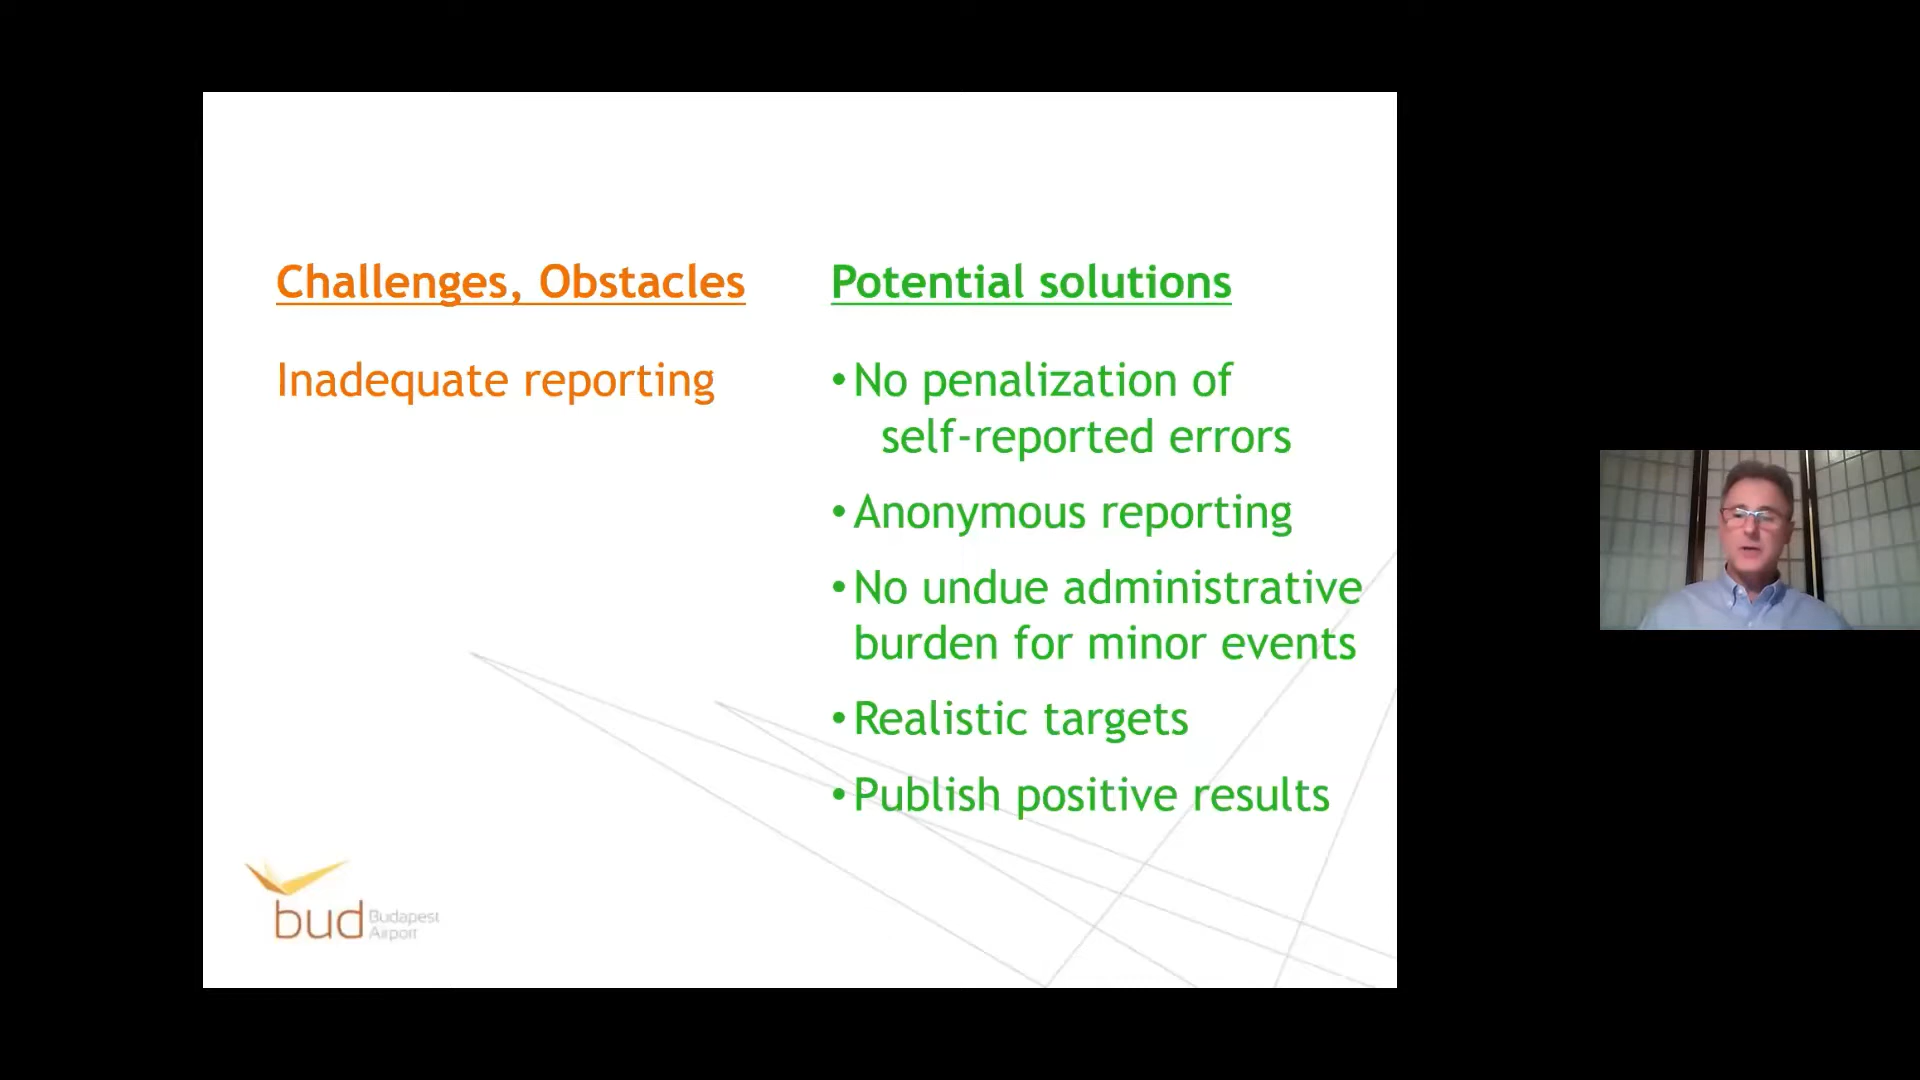 Challenges, Obstacles
Inadequate reporting
Potential solutions
•No penalization of
self-reported errors
•Anonymous reporting
•No undue administrative
burden for minor events
•Realistic targets
•Publish positive results
bud Budapest
Airport